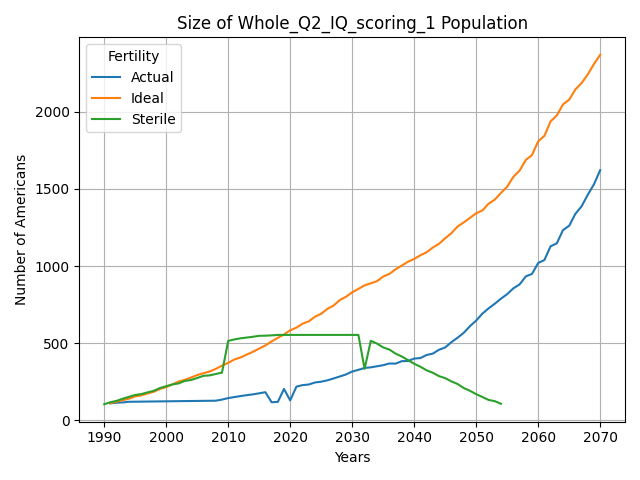 Size of Whole_Q2_IQ_scoring_1 Population
Fertility
Actual
Ideal
Sterile
Number of Americans
2000
1500
1000
500
0
1990 2000 2010 2020 2030 2040 2050 2060 2070
Years